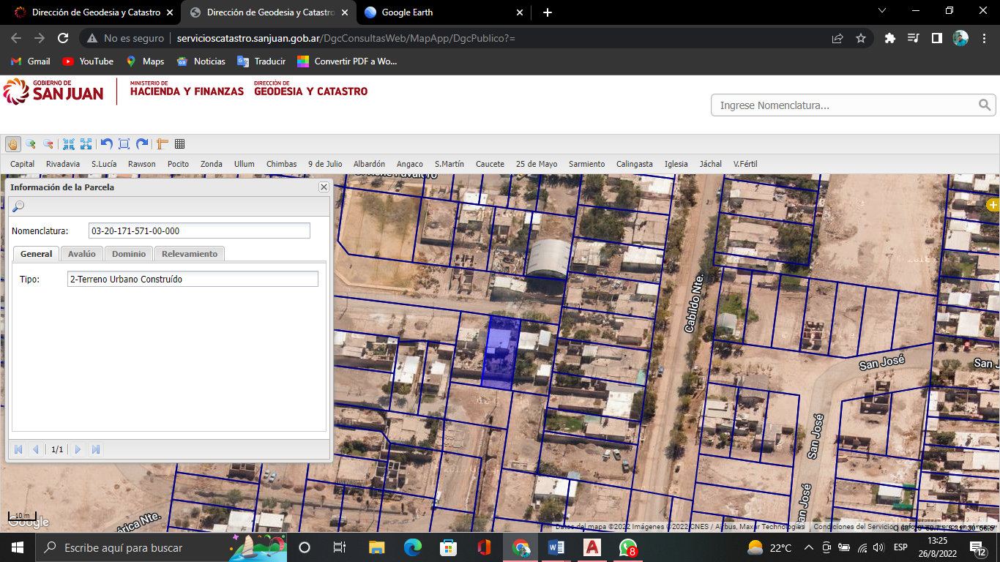 Dirección de Geodesia y Catastro
Dirección de Geodesia y Catastro
Google Earth
No es seguro
servicioscatastro.sanjuan.gob.ar/DgcConsultasWeb/MapApp/DgcPublico?=
Gmail
YouTube
Maps
Noticias
Traducir
Convertir PDF a Wo...
GOBIERNO DE
SAN JUAN
MINISTERIO DE
HACIENDA Y FINANZAS
DIRECCIÓN DE
GEODESIA Y CATASTRO
Ingrese Nomenclatura...
Capital Rivadavia S.Lucía Rawson Pocito Zonda Ullum Chimbas 9 de Julio Albardón Angaco S.Martín Caucete 25 de Mayo Sarmiento Calingasta Iglesia Jáchal V.Fértil
Información de la Parcela
Nomenclatura: 03-20-171-571-00-000
General Avalúo Dominio Relevamiento
Tipo: 2-Terreno Urbano Construído
1/1
Cabildo Nte.
San José
San J
San José
San José
rica Nte.
10 m
Google
Datos del mapa ©2022 Imágenes ©2022 CNES / Airbus, Maxar Technologies
Condiciones del Servicio
Escribe aquí para buscar
8
22°C
ESP
13:25
26/8/2022
12